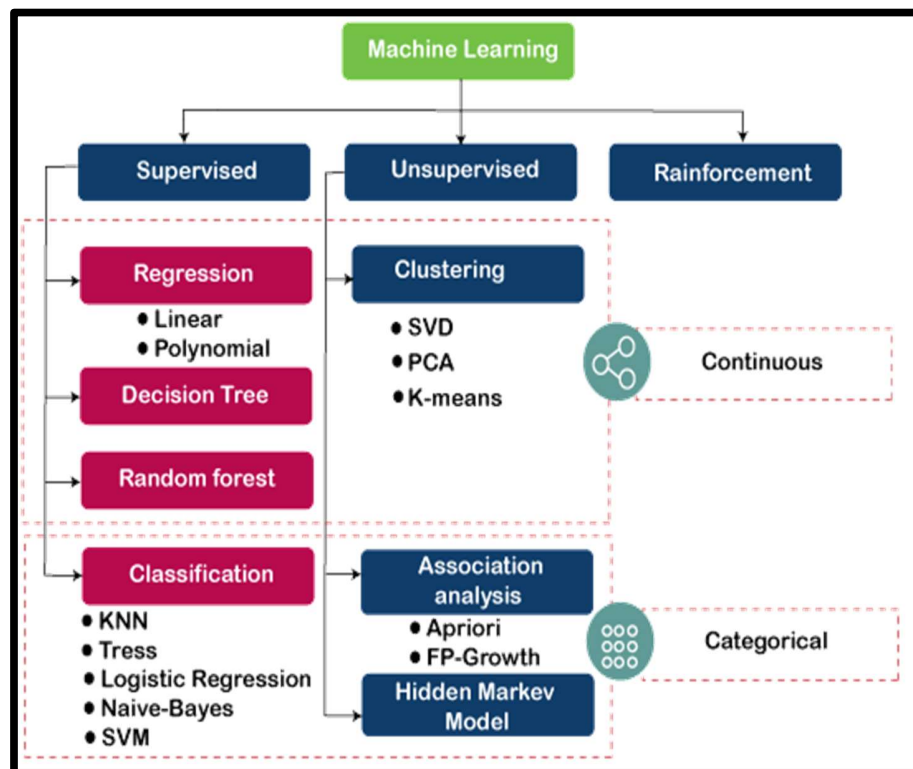 Machine Learning
Supervised
Unsupervised
Rainforcement
Regression
• Linear
• Polynomial
Decision Tree
Random forest
Clustering
• SVD
• PCA
• K-means
Continuous
Classification
• KNN
• Tress
• Logistic Regression
• Naive-Bayes
• SVM
Association
analysis
• Apriori
• FP-Growth
Hidden Markev
Model
Categorical